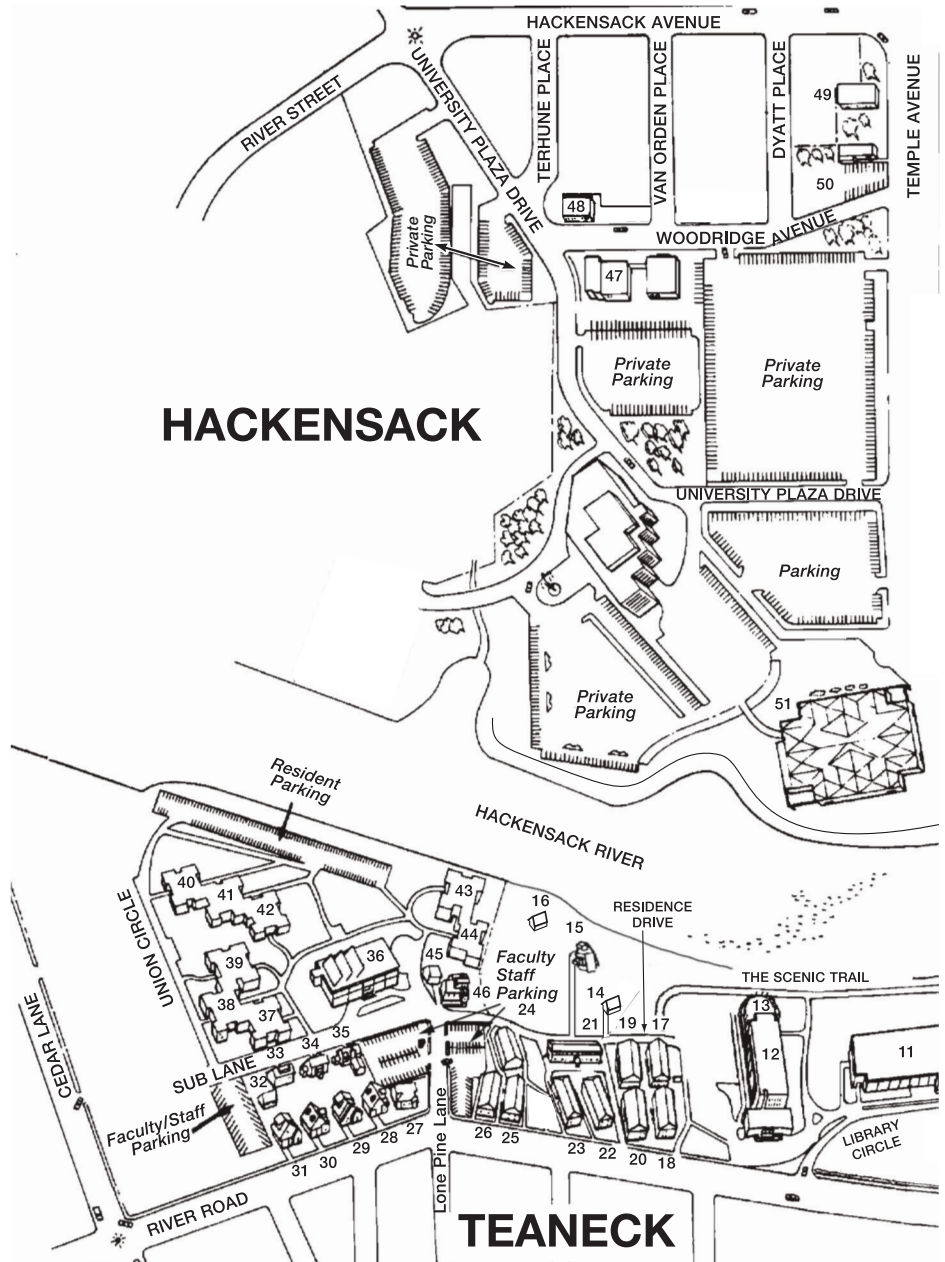 HACKENSACK AVENUE
RIVER STREET
UNIVERSITY PLAZA DRIVE
TERHUNE PLACE
VAN ORDEN PLACE
DYATT PLACE
TEMPLE AVENUE
49
50
48
WOODRIDGE AVENUE
Private
Parking
47
Private
Parking
Private
Parking
HACKENSACK
UNIVERSITY PLAZA DRIVE
Parking
51
Private
Parking
Resident
Parking
HACKENSACK RIVER
40
41
42
43
44
16
15
RESIDENCE
DRIVE
UNION CIRCLE
39
38
37
36
45
46
Faculty
Staff
Parking
24
14
THE SCENIC TRAIL
13
21
19
17
12
11
CEDAR LANE
35
34
33
SUB LANE
32
Faculty/Staff
Parking
31
30
29
28
27
Lone Pine Lane
26
25
23
22
20
18
LIBRARY
CIRCLE
RIVER ROAD
TEANECK